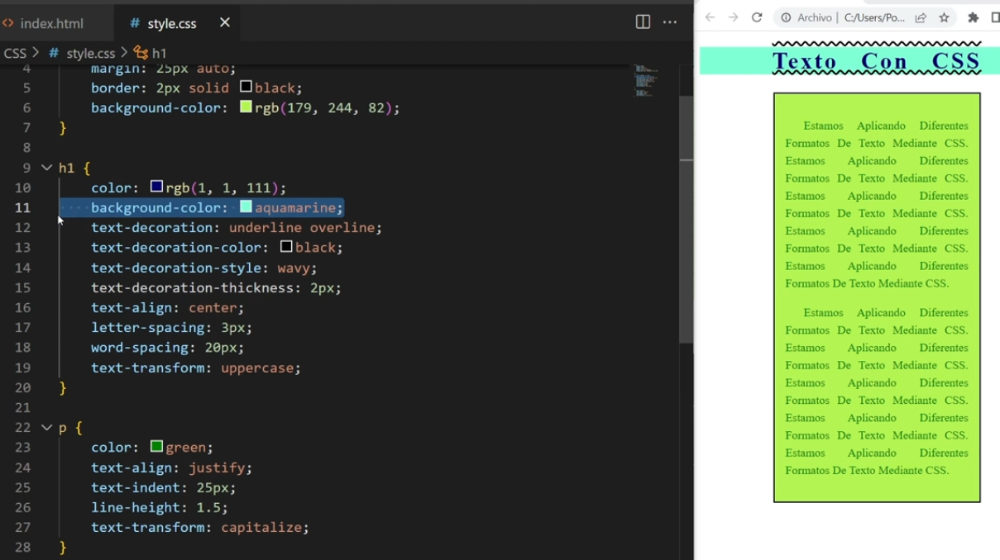 index.html
style.css
CSS > style.css > h1
4 margin: 25px auto;
5 border: 2px solid black;
6 background-color: rgb(179, 244, 82);
7 }
8
9 h1 {
10 color: rgb(1, 1, 111);
11 background-color: aquamarine;
12 text-decoration: underline overline;
13 text-decoration-color: black;
14 text-decoration-style: wavy;
15 text-decoration-thickness: 2px;
16 text-align: center;
17 letter-spacing: 3px;
18 word-spacing: 20px;
19 text-transform: uppercase;
20 }
21
22 p {
23 color: green;
24 text-align: justify;
25 text-indent: 25px;
26 line-height: 1.5;
27 text-transform: capitalize;
28 }
Archivo | C:/Users/Po...
Texto Con CSS
Estamos Aplicando Diferentes
Formatos De Texto Mediante CSS.
Estamos Aplicando Diferentes
Formatos De Texto Mediante CSS.
Estamos Aplicando Diferentes
Formatos De Texto Mediante CSS.
Estamos Aplicando Diferentes
Formatos De Texto Mediante CSS.
Estamos Aplicando Diferentes
Formatos De Texto Mediante CSS.
Estamos Aplicando Diferentes
Formatos De Texto Mediante CSS.
Estamos Aplicando Diferentes
Formatos De Texto Mediante CSS.
Estamos Aplicando Diferentes
Formatos De Texto Mediante CSS.
Estamos Aplicando Diferentes
Formatos De Texto Mediante CSS.
Estamos Aplicando Diferentes
Formatos De Texto Mediante CSS.